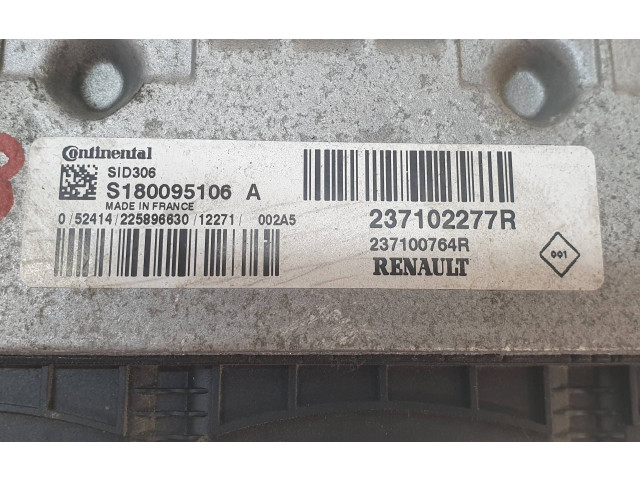 Continental
SID306
S180095106 A
MADE IN FRANCE
0/52414/225896630/12271/ 002A5
237102277R
237100764R
RENAULT
001